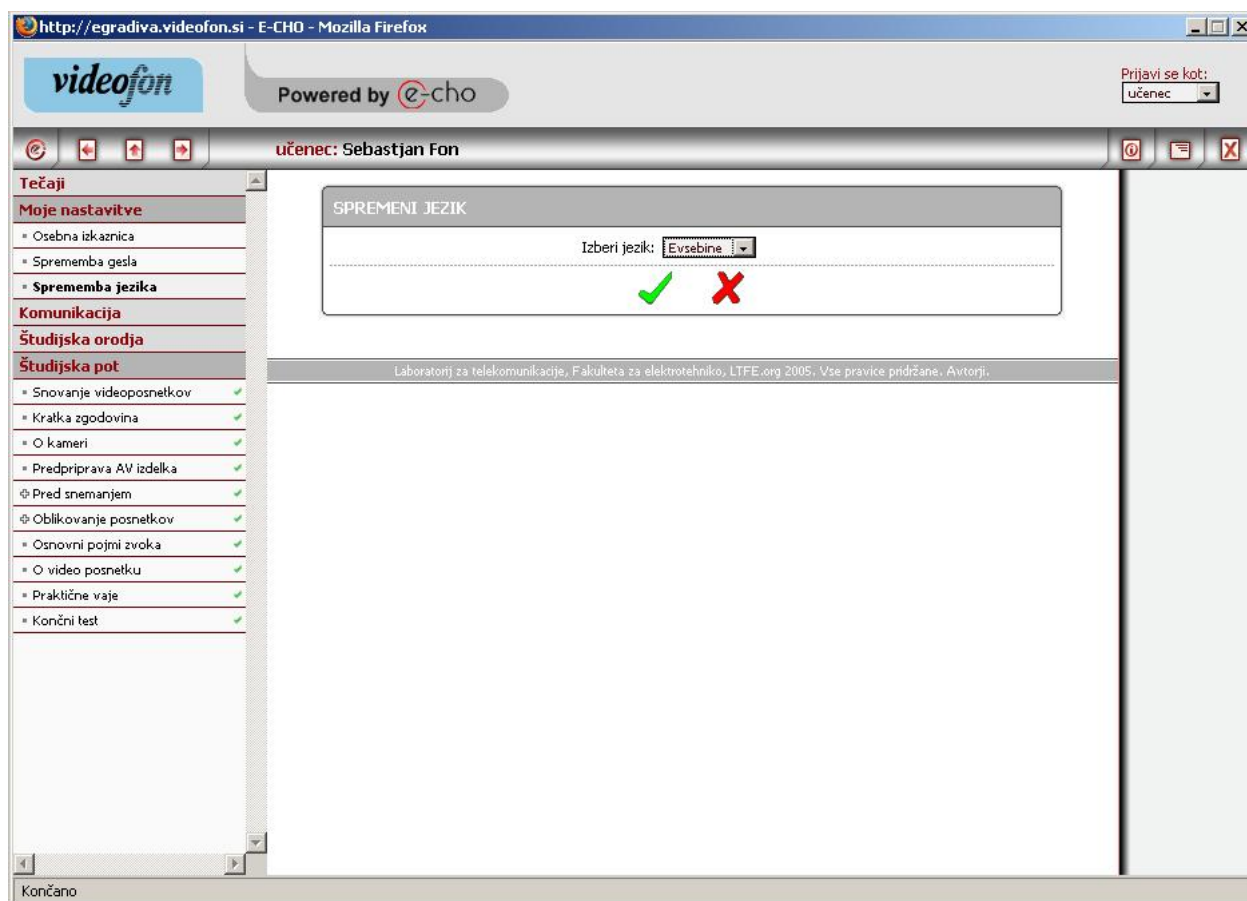 http://egradiva.videofon.si - E-CHO - Mozilla Firefox
videofon
Powered by e-cho
Prijavi se kot:
učenec
učenec: Sebastjan Fon
Tečaji
Moje nastavitve
Osebna izkaznica
Sprememba gesla
Sprememba jezika
Komunikacija
Študijska orodja
Študijska pot
Snovanje videoposnetkov
Kratka zgodovina
O kameri
Predpriprava AV izdelka
Pred snemanjem
Oblikovanje posnetkov
Osnovni pojmi zvoka
O video posnetku
Praktične vaje
Končni test
SPREMENI JEZIK
Izberi jezik: Evsebine
Laboratorij za telekomunikacije, Fakulteta za elektrotehniko, LTFE.org 2005. Vse pravice pridržane. Avtorji.
Končano